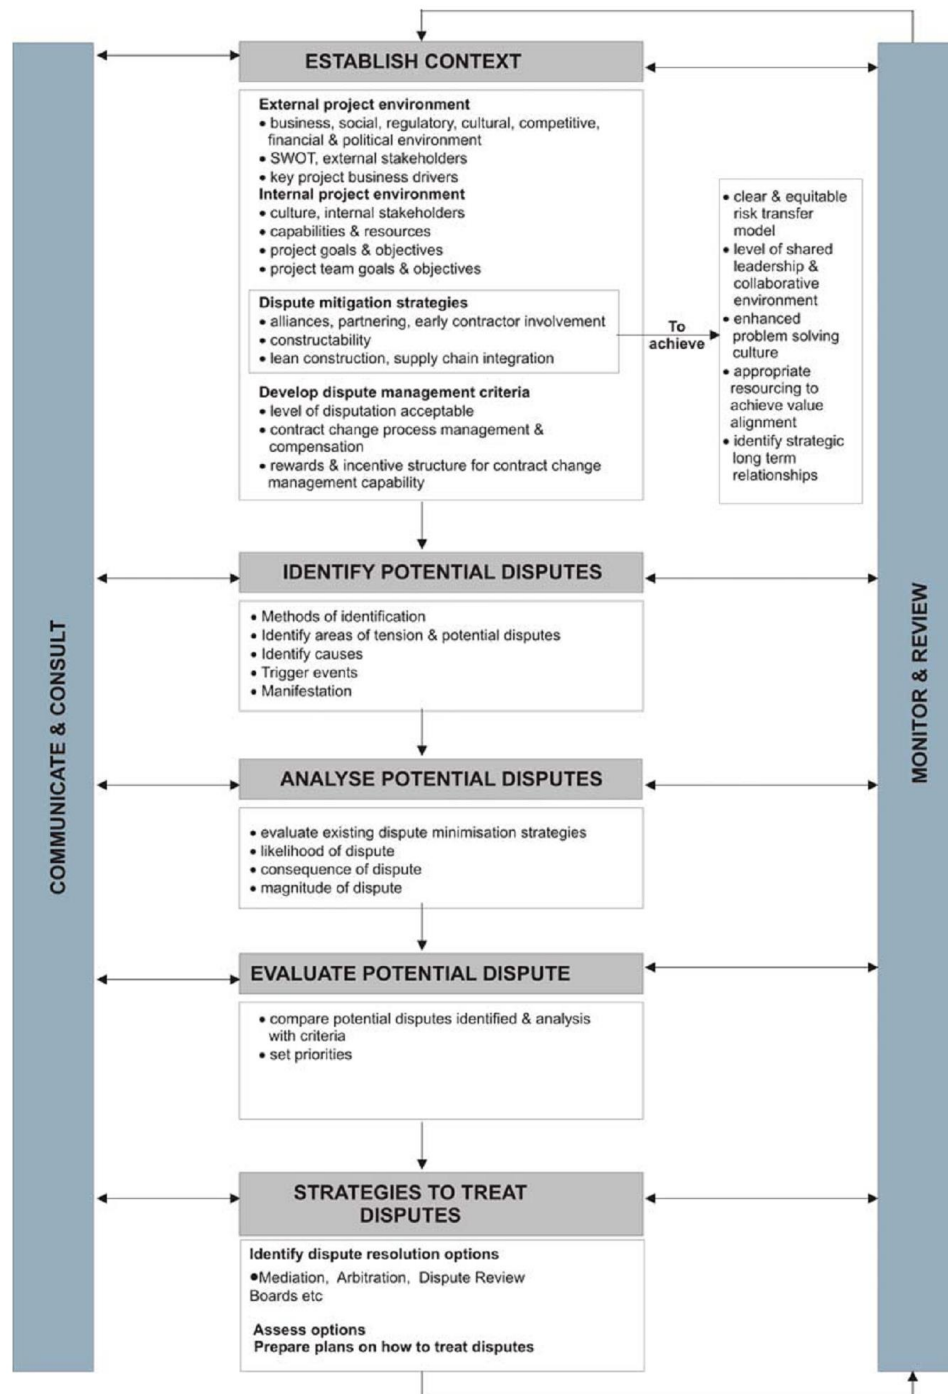 ESTABLISH CONTEXT
External project environment
• business, social, regulatory, cultural, competitive,
financial & political environment
• SWOT, external stakeholders
• key project business drivers
Internal project environment
• culture, internal stakeholders
• capabilities & resources
• project goals & objectives
• project team goals & objectives
Dispute mitigation strategies
• alliances, partnering, early contractor involvement
• constructability
• lean construction, supply chain integration
To
achieve
• clear & equitable
risk transfer
model
• level of shared
leadership &
collaborative
environment
• enhanced
problem solving
culture
• appropriate
resourcing to
achieve value
alignment
• identify strategic
long term
relationships
Develop dispute management criteria
• level of disputation acceptable
• contract change process management &
compensation
• rewards & incentive structure for contract change
management capability
IDENTIFY POTENTIAL DISPUTES
• Methods of identification
• Identify areas of tension & potential disputes
• Identify causes
• Trigger events
• Manifestation
ANALYSE POTENTIAL DISPUTES
• evaluate existing dispute minimisation strategies
• likelihood of dispute
• consequence of dispute
• magnitude of dispute
EVALUATE POTENTIAL DISPUTE
• compare potential disputes identified & analysis
with criteria
• set priorities
STRATEGIES TO TREAT
DISPUTES
Identify dispute resolution options
•Mediation, Arbitration, Dispute Review
Boards etc
Assess options
Prepare plans on how to treat disputes
COMMUNICATE & CONSULT
MONITOR & REVIEW